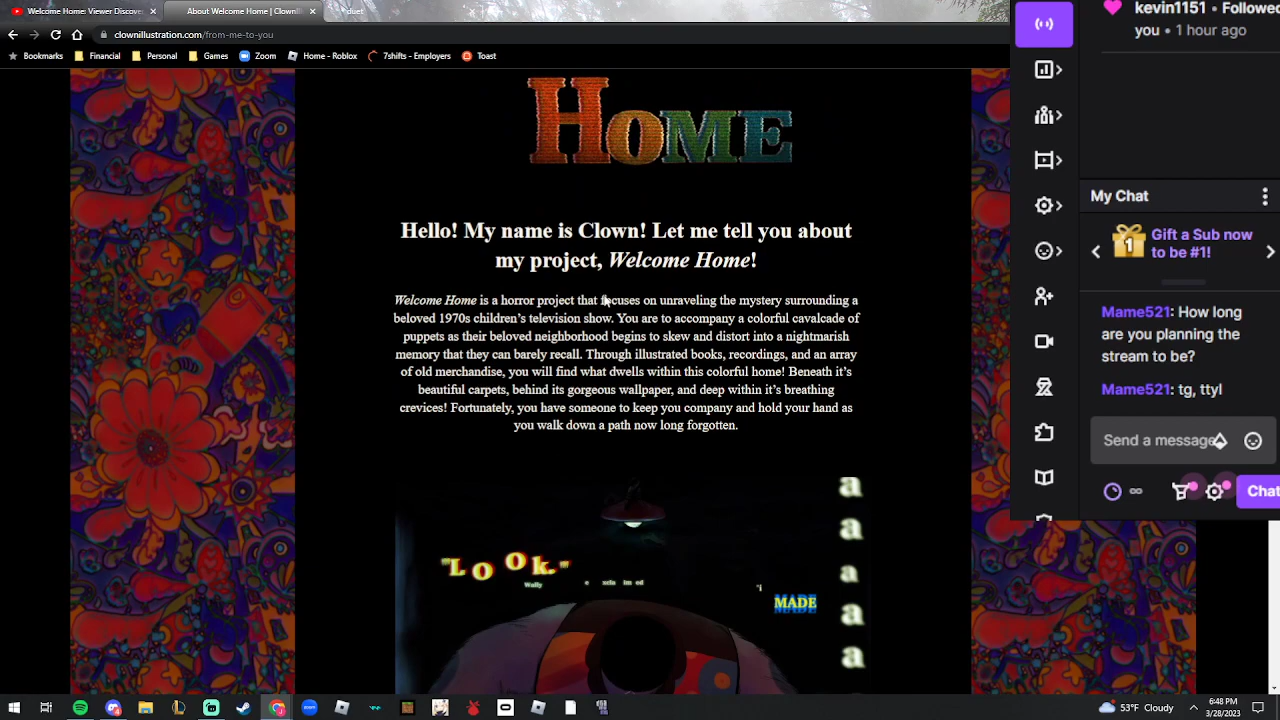 Welcome Home Viewer Discov
About Welcome Home | Clownill
duet
clownillustration.com/from-me-to-you
Bookmarks
Financial
Personal
Games
Zoom
Home - Roblox
7shifts - Employers
Toast
HOME
Hello! My name is Clown! Let me tell you about
my project, Welcome Home!
Welcome Home is a horror project that focuses on unraveling the mystery surrounding a
beloved 1970s children's television show. You are to accompany a colorful cavalcade of
puppets as their beloved neighborhood begins to skew and distort into a nightmarish
memory that they can barely recall. Through illustrated books, recordings, and an array
of old merchandise, you will find what dwells within this colorful home! Beneath it's
beautiful carpets, behind its gorgeous wallpaper, and deep within it's breathing
crevices! Fortunately, you have someone to keep you company and hold your hand as
you walk down a path now long forgotten.
"LOOk."
Wally
e xcla im ed
"I
MADE
a
a
a
a
a
kevin1151 • Followed
you • 1 hour ago
My Chat
1
Gift a Sub now
to be #1!
Mame521: How long
are you planning the
stream to be?
Mame521: tg, ttyl
Send a message
Chat
53°F Cloudy
6:48 PM
3/28/2023